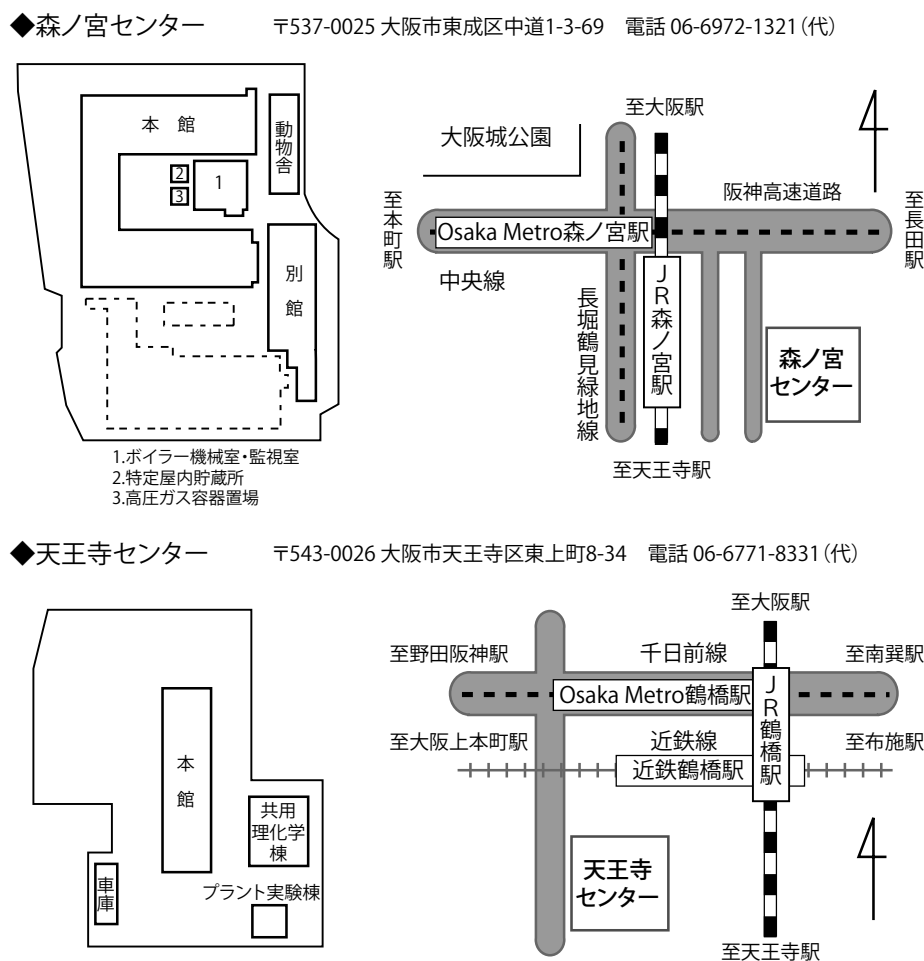 ◆森ノ宮センター 〒537-0025 大阪市東成区中道1-3-69 電話 06-6972-1321(代)
本 館
動物舎
2
3
1
別館
1.ボイラー機械室・監視室
2.特定屋内貯蔵所
3.高圧ガス容器置場
至大阪駅
大阪城公園
阪神高速道路
至本町駅
Osaka Metro森ノ宮駅
至長田駅
中央線
長堀鶴見緑地線
JR森ノ宮駅
森ノ宮
センター
至天王寺駅
◆天王寺センター 〒543-0026 大阪市天王寺区東上町8-34 電話 06-6771-8331(代)
本館
共用
理化学
棟
車庫
プラント実験棟
至大阪駅
至野田阪神駅
千日前線
至南巽駅
Osaka Metro鶴橋駅
JR鶴橋駅
至大阪上本町駅
近鉄線
至布施駅
近鉄鶴橋駅
天王寺
センター
至天王寺駅